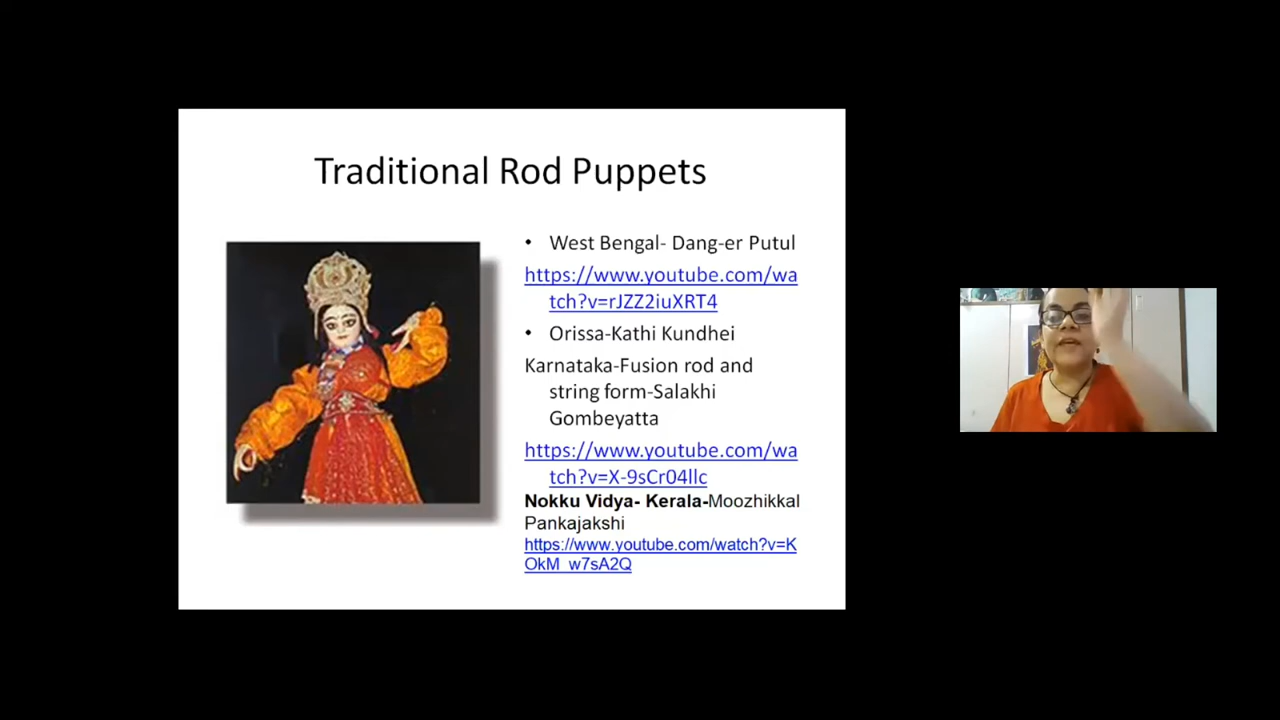 Traditional Rod Puppets
• West Bengal- Dang-er Putul
https://www.youtube.com/wa
tch?v=rJZZ2iuXRT4
• Orissa-Kathi Kundhei
Karnataka-Fusion rod and
string form-Salakhi
Gombeyatta
https://www.youtube.com/wa
tch?v=X-9sCr04llc
Nokku Vidya- Kerala-Moozhikkal
Pankajakshi
https://www.youtube.com/watch?v=K
OkM_w7sA2Q